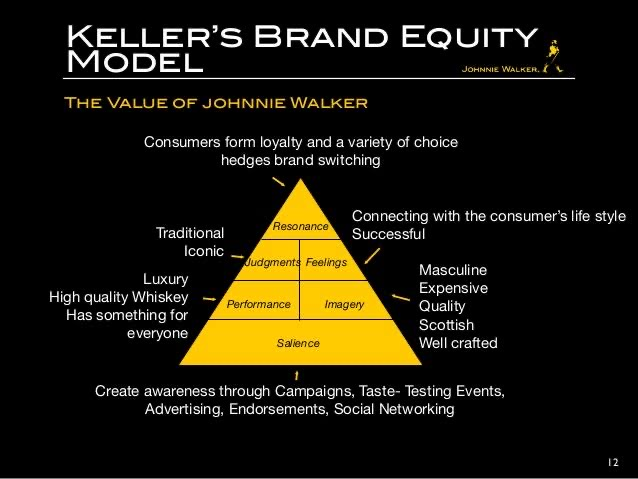 Keller's Brand Equity
Model
Johnnie Walker.
The Value of johnnie Walker
Consumers form loyalty and a variety of choice
hedges brand switching
Resonance
Connecting with the consumer's life style
Successful
Traditional
Iconic
Judgments Feelings
Masculine
Expensive
Quality
Scottish
Well crafted
Luxury
High quality Whiskey
Has something for
everyone
Performance Imagery
Salience
Create awareness through Campaigns, Taste- Testing Events,
Advertising, Endorsements, Social Networking
12